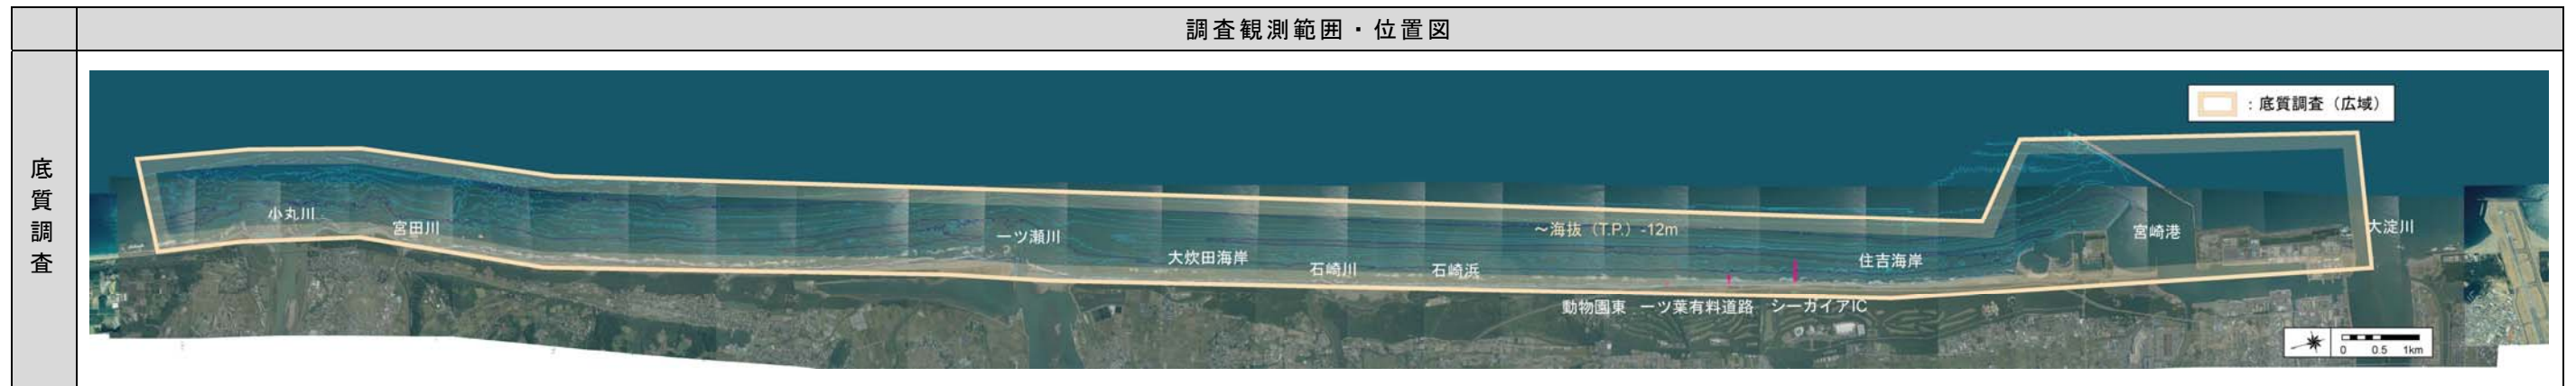 調査観測範囲・位置図
底質調査
：底質調査（広域）
小丸川
宮田川
一ツ瀬川
大炊田海岸
石崎川
石崎浜
～海抜（T.P.）-12m
住吉海岸
宮崎港
大淀川
動物園東
一ツ葉有料道路
シーガイアIC
0 0.5 1km